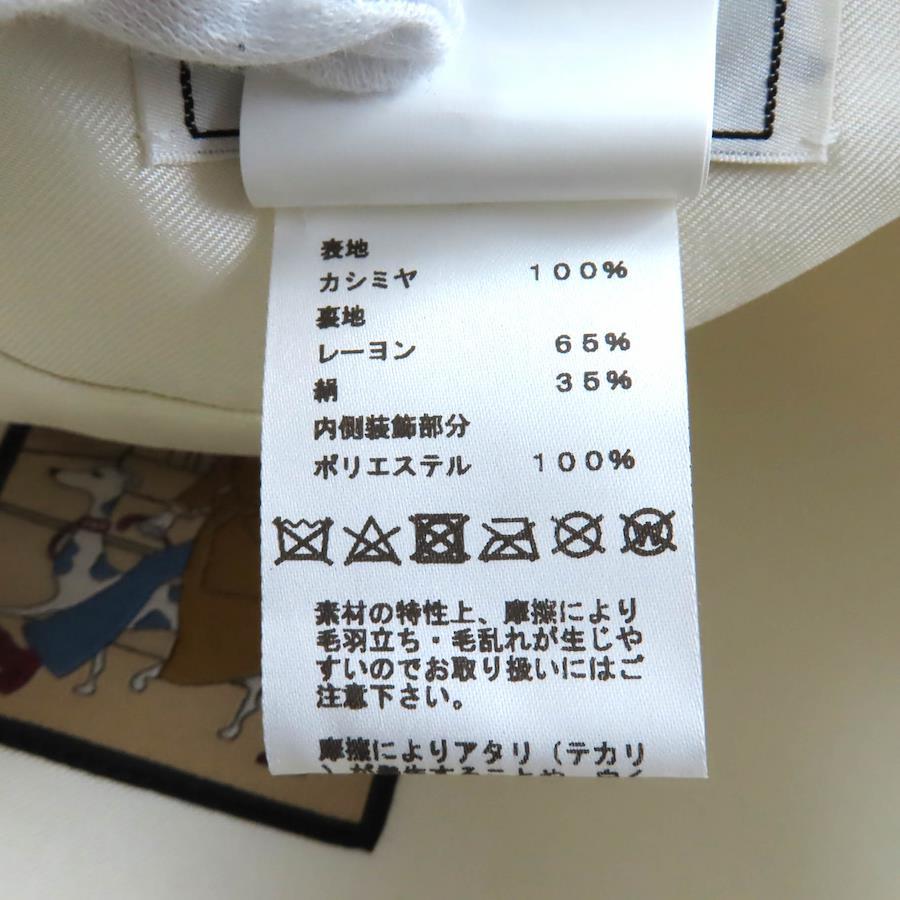 表地
カシミヤ 100%
裏地
レーヨン 65%
絹 35%
内側装飾部分
ポリエステル 100%
素材の特性上、摩擦により
毛羽立ち・毛乱れが生じや
すいのでお取り扱いにはご
注意下さい。
摩擦によりアタリ（テカリ